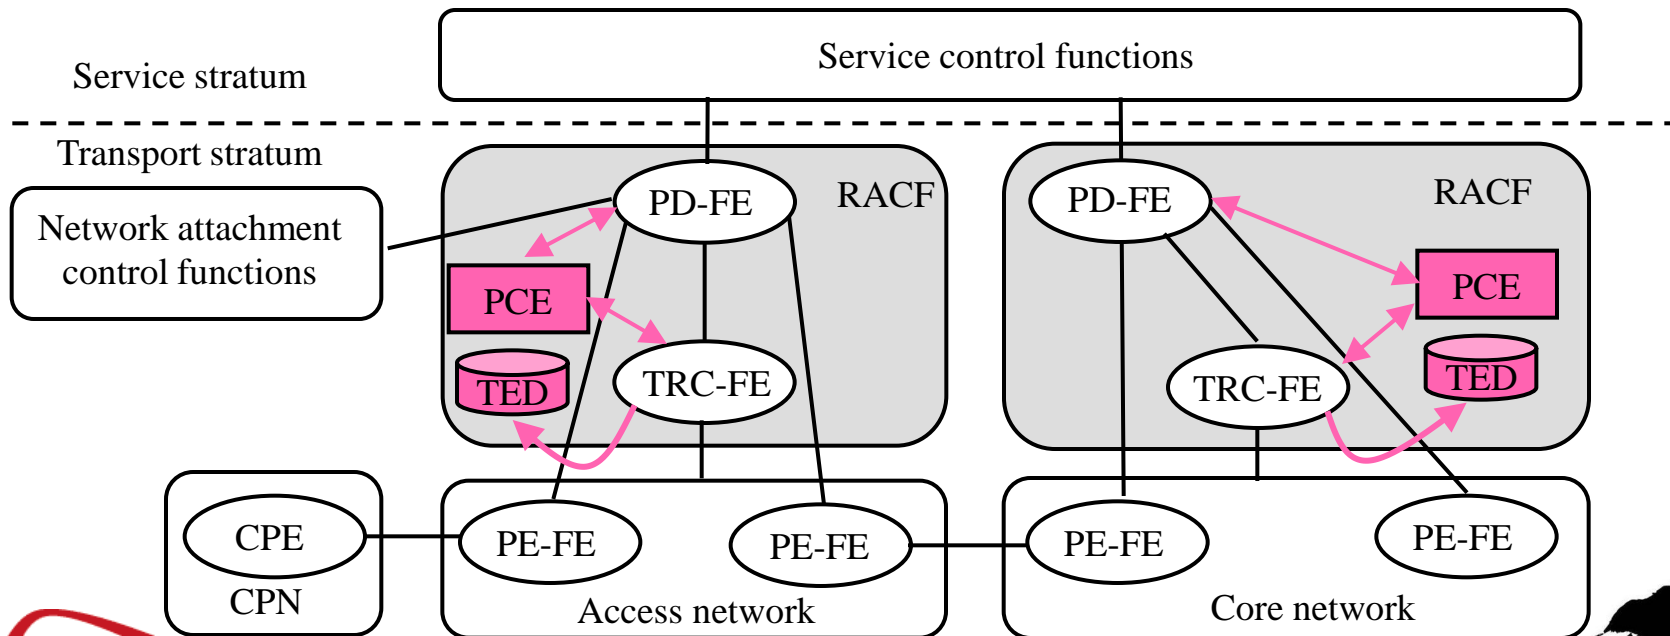 Service control functions
Service stratum
Transport stratum
PD-FE
RACF
PD-FE
RACF
Network attachment
control functions
PCE
PCE
TED
TRC-FE
TRC-FE
TED
CPE
PE-FE
PE-FE
PE-FE
PE-FE
CPN
Access network
Core network